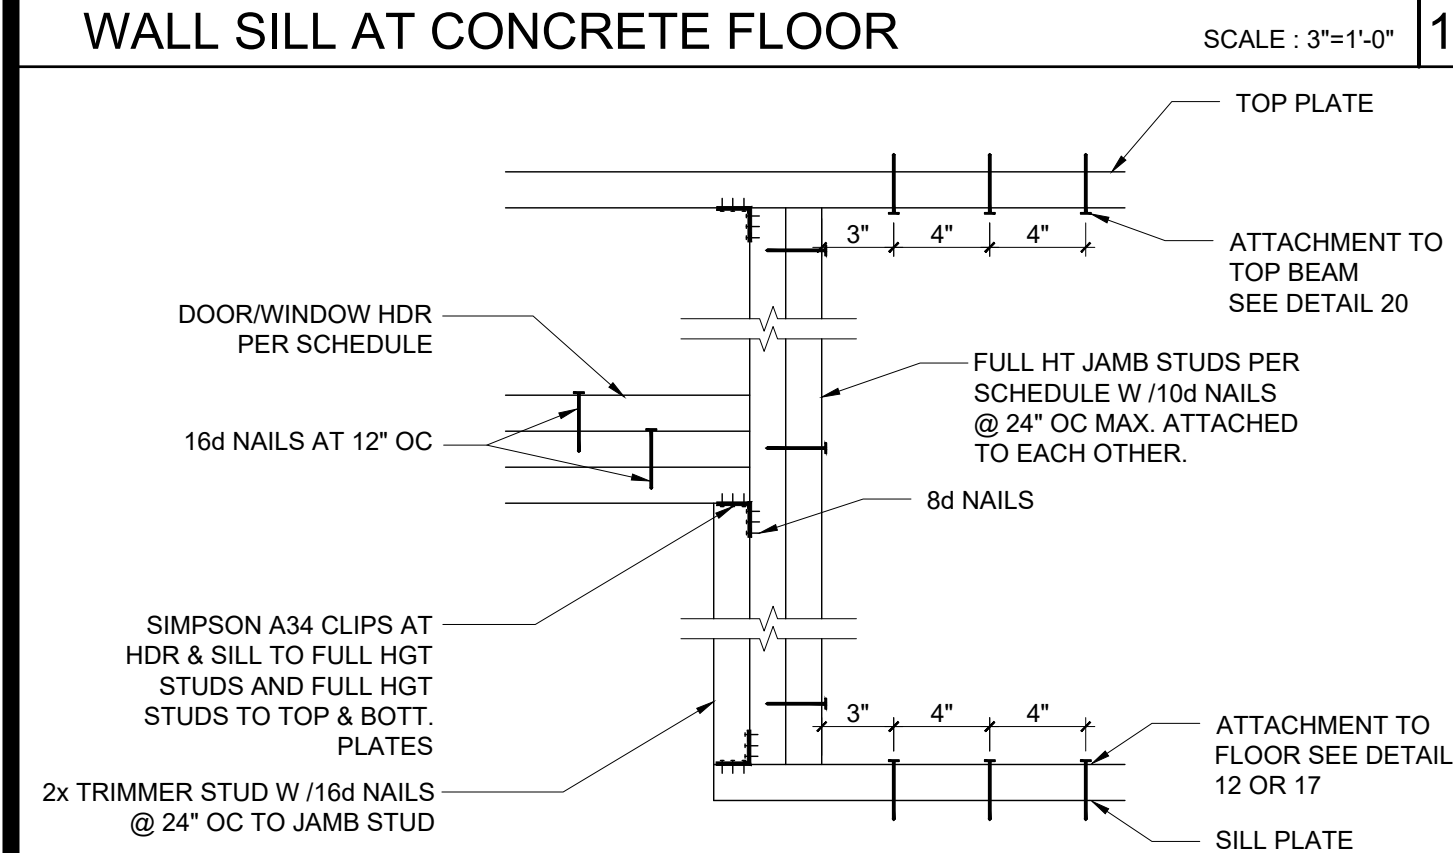 WALL SILL AT CONCRETE FLOOR
SCALE : 3"=1'-0"
1
TOP PLATE
3"
4"
4"
ATTACHMENT TO
TOP BEAM
SEE DETAIL 20
DOOR/WINDOW HDR
PER SCHEDULE
FULL HT JAMB STUDS PER
SCHEDULE W /10d NAILS
@ 24" OC MAX. ATTACHED
TO EACH OTHER.
16d NAILS AT 12" OC
8d NAILS
SIMPSON A34 CLIPS AT
HDR & SILL TO FULL HGT
STUDS AND FULL HGT
STUDS TO TOP & BOTT.
PLATES
3"
4"
4"
ATTACHMENT TO
FLOOR SEE DETAIL
12 OR 17
2x TRIMMER STUD W /16d NAILS
@ 24" OC TO JAMB STUD
SILL PLATE